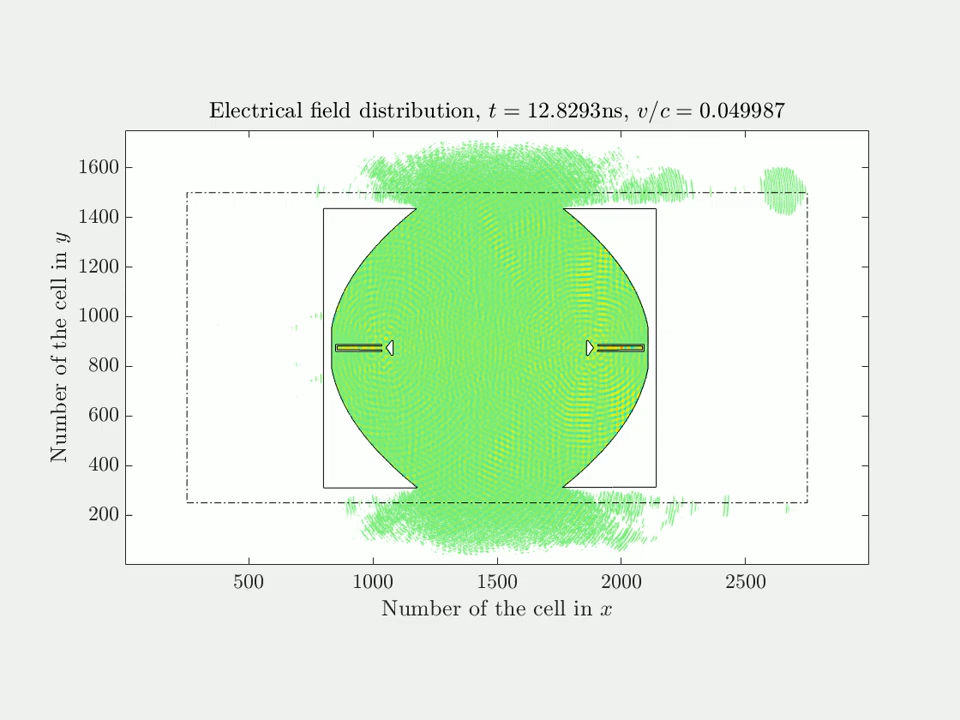 Electrical field distribution, t = 12.8293ns, v/c = 0.049987
Number of the cell in y
1600
1400
1200
1000
800
600
400
200
500 1000 1500 2000 2500
Number of the cell in x